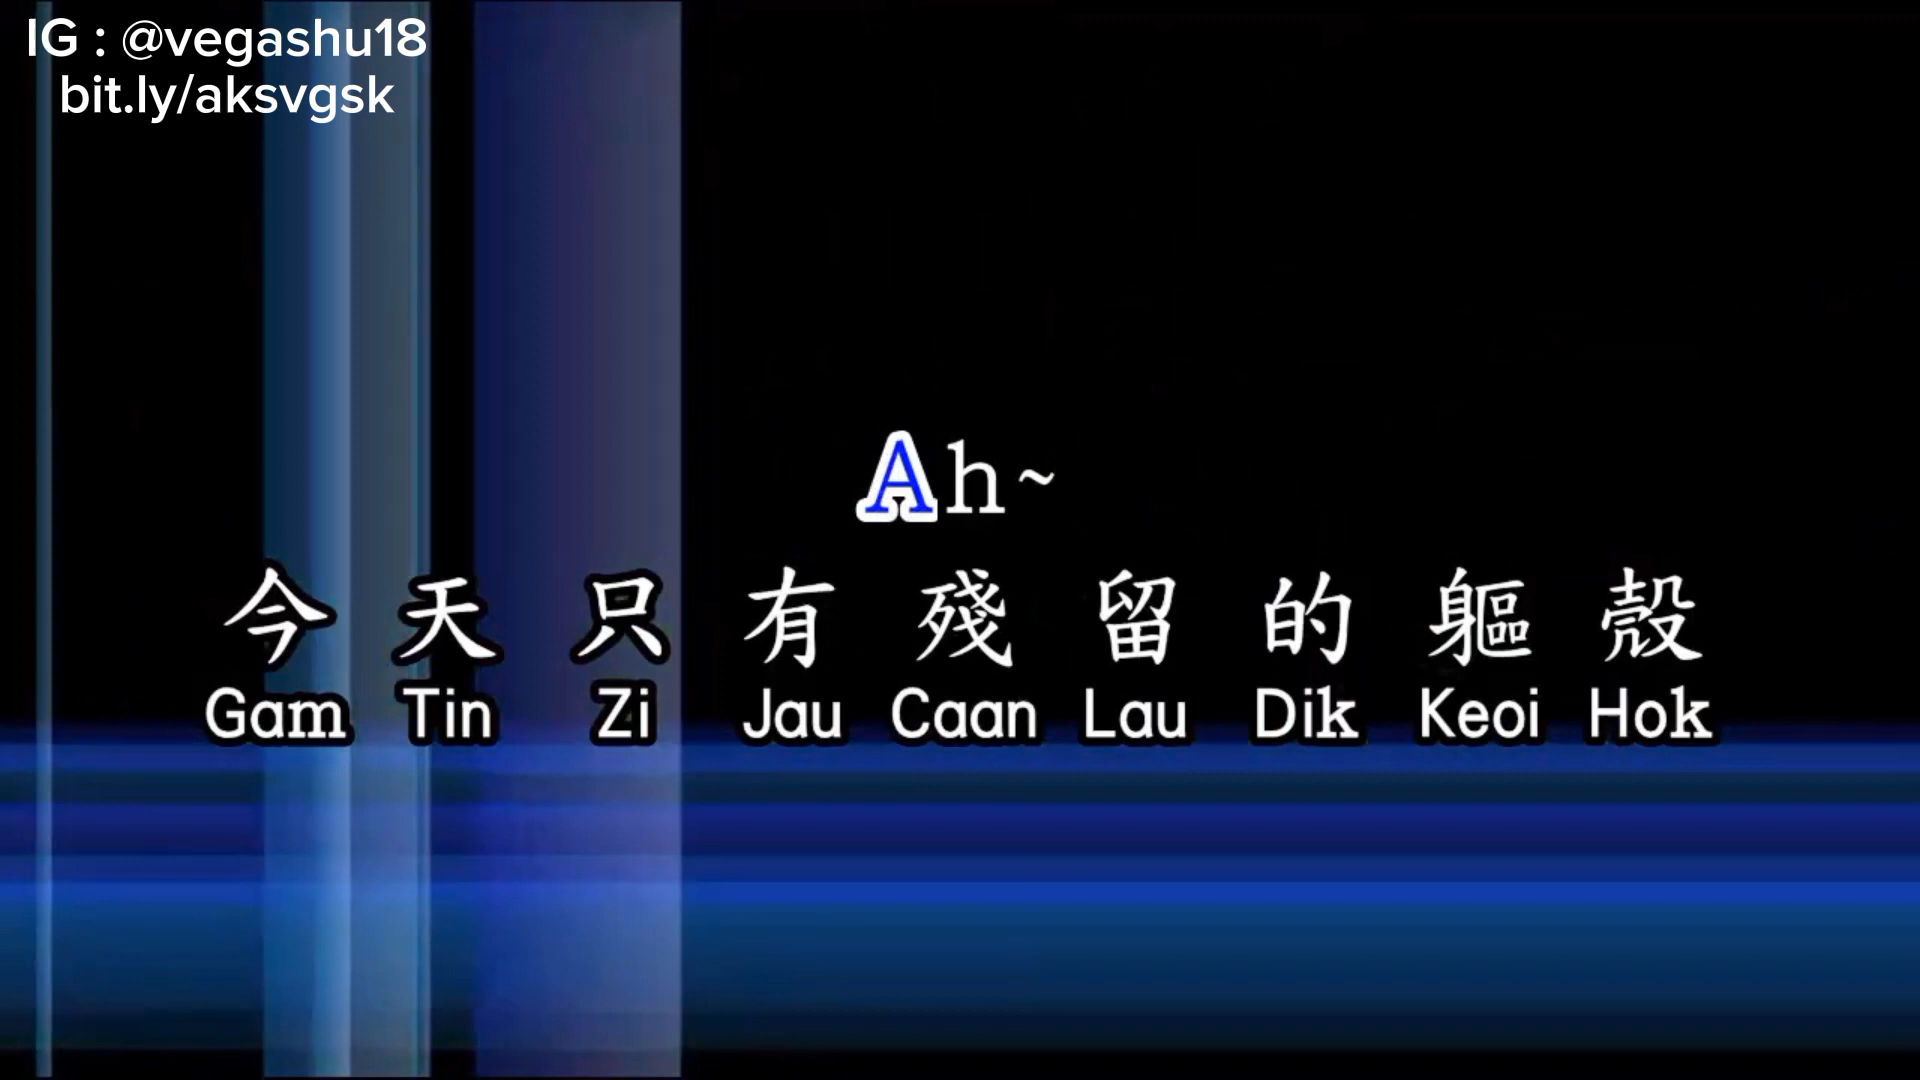 IG : @vegashu18
bit.ly/aksvgsk
Ah~
今天只有殘留的軀殼
Gam Tin Zi Jau Caan Lau Dik Keoi Hok